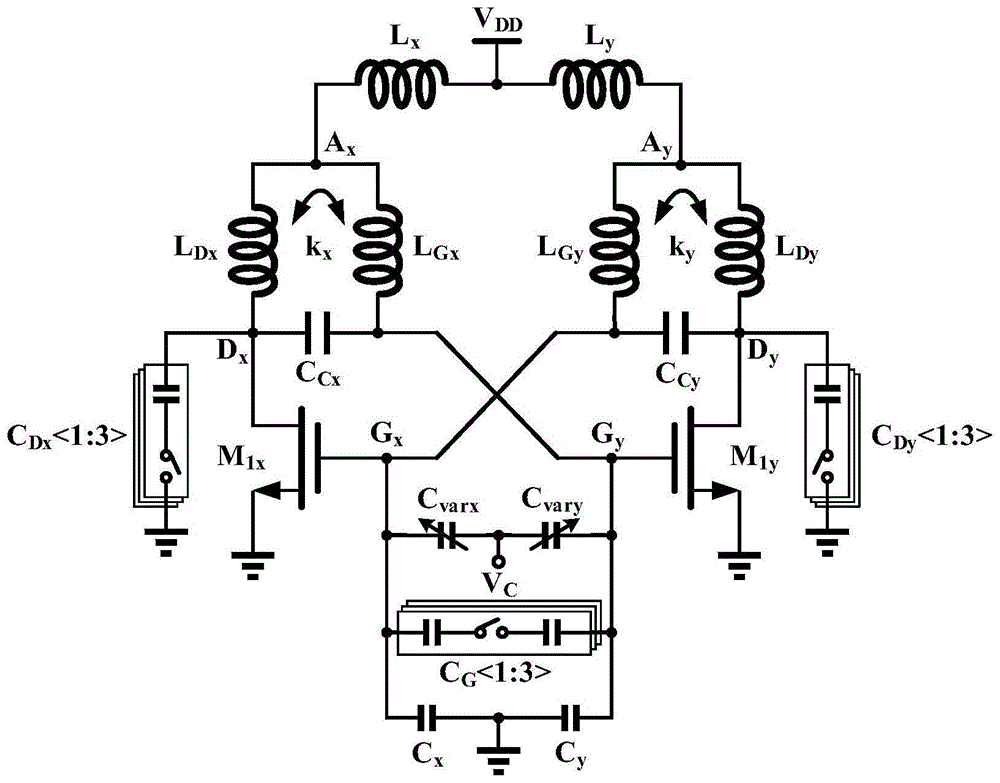 V_DD
L_x L_y
A_x A_y
L_Dx k_x L_Gx L_Gy k_y L_Dy
D_x C_Cx C_Cy D_y
C_Dx<1:3> M_1x G_x G_y M_1y C_Dy<1:3>
C_varx C_vary
V_C
C_G<1:3>
C_x C_y